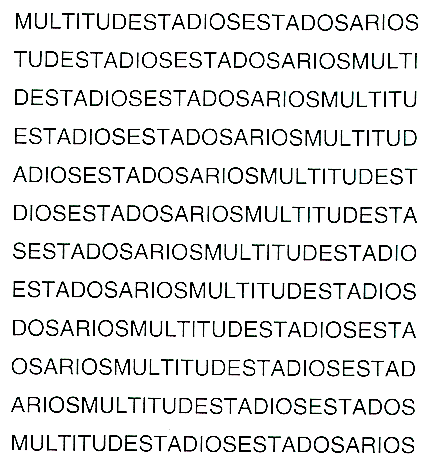 MULTITUDESTADIOSESTADOSARIOS
TUDESTADIOSESTADOSARIOSMULTI
DESTADIOSESTADOSARIOSMULTITU
ESTADIOSESTADOSARIOSMULTITUD
ADIOSESTADOSARIOSMULTITUDEST
DIOSESTADOSARIOSMULTITUDESTA
SESTADOSARIOSMULTITUDESTADIO
ESTADOSARIOSMULTITUDESTADIOS
DOSARIOSMULTITUDESTADIOSESTA
OSARIOSMULTITUDESTADIOSESTAD
ARIOSMULTITUDESTADIOSESTADOS
MULTITUDESTADIOSESTADOSARIOS